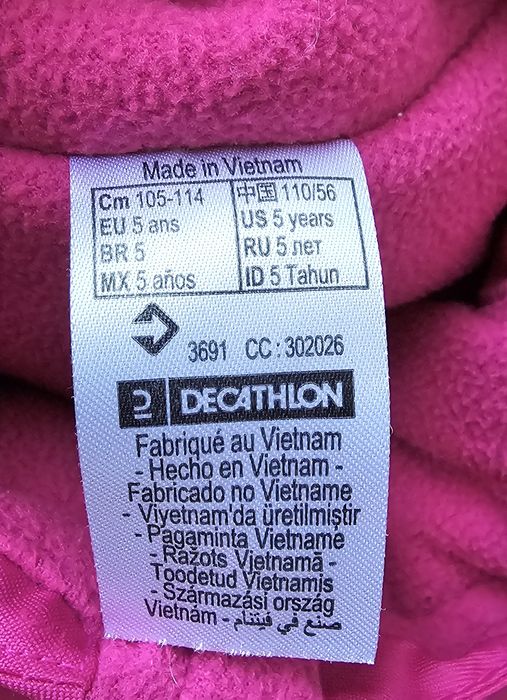 Made in Vietnam
Cm 105-114 中国 110/56
EU 5 ans US 5 years
BR 5 RU 5 лет
MX 5 años ID 5 Tahun
3691 CC : 302026
DECATHLON
Fabriqué au Vietnam
- Hecho en Vietnam -
Fabricado no Vietname
- Viyetnam'da üretilmiştir
- Pagaminta Vietname
- Ražots Vjetnamā -
Toodetud Vietnamis
- Származási ország
Vietnám - صنع في فيتنام